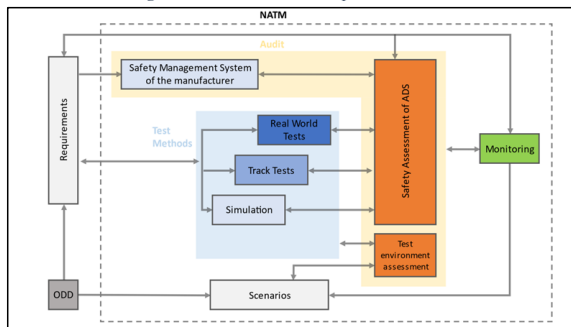 NATM
Audit
Safety Management System
of the manufacturer
Requirements
Real World
Tests
Test
Methods
Track Tests
Simulation
Safety Assessment of ADS
Monitoring
Test
environment
assessment
ODD
Scenarios